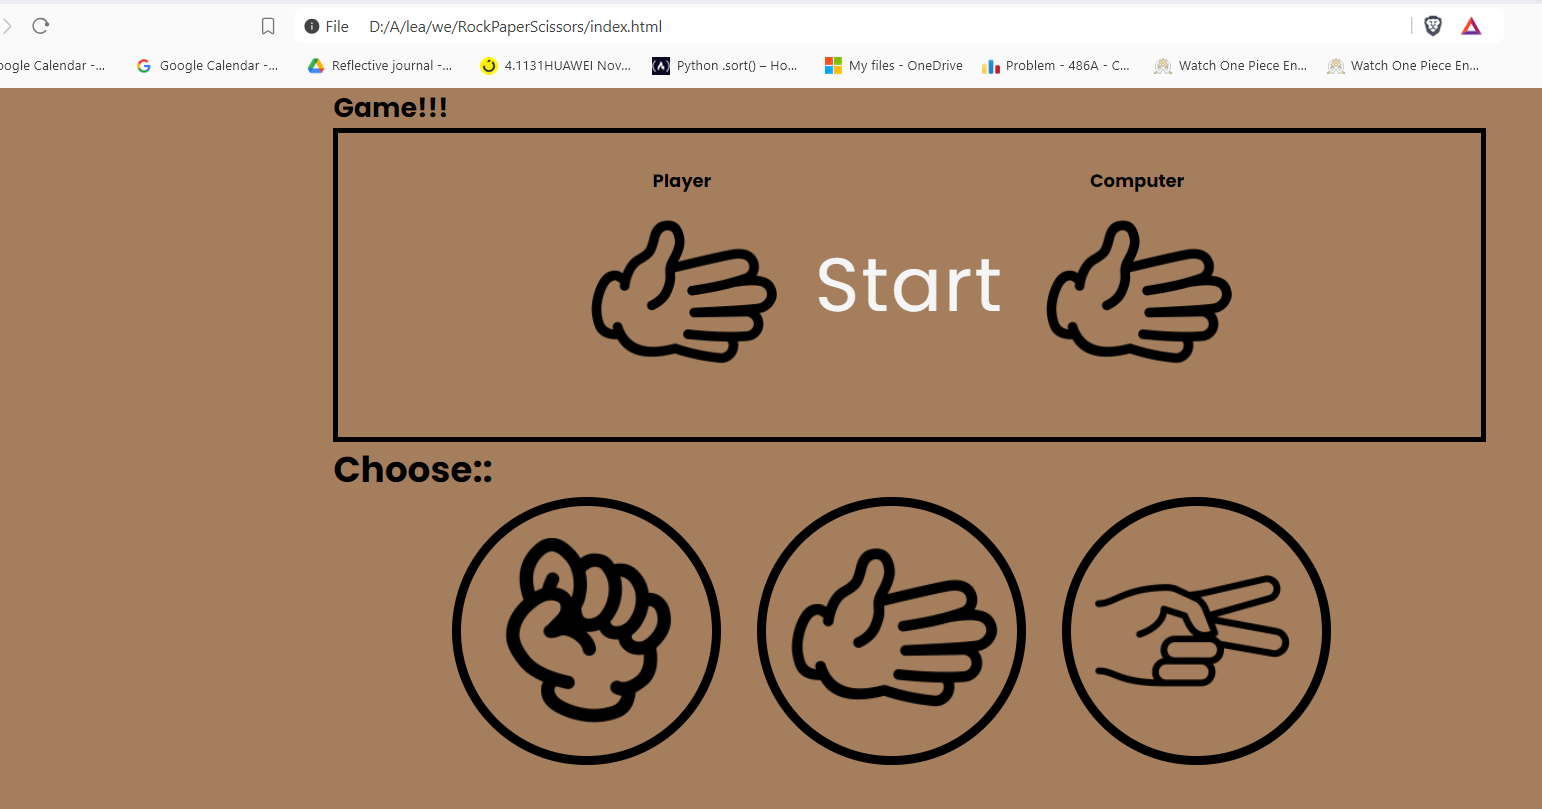 File D:/A/lea/we/RockPaperScissors/index.html
oogle Calendar -... Google Calendar -... Reflective journal -... 4.1131HUAWEI Nov... Python .sort() – Ho... My files - OneDrive Problem - 486A - C... Watch One Piece En... Watch One Piece En...
Game!!!
Player Computer
Start
Choose::